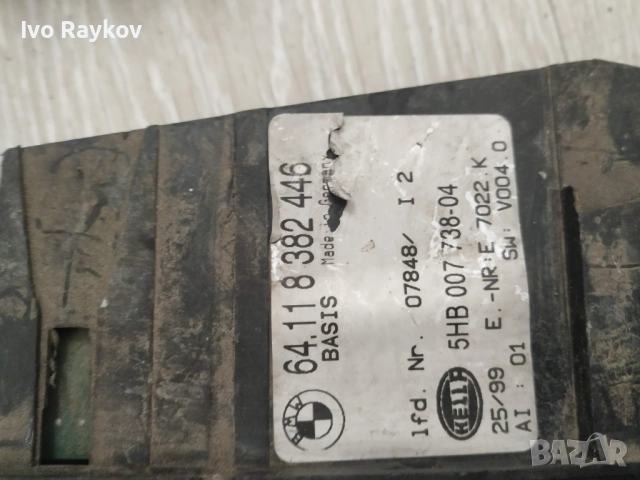 Ivo Raykov
64.11 8 382 446
BASIS Made in Germany
lfd. Nr. 07848/ I 2
5HB 007 738-04
25/99 E.-NR:E 7022.K
AI : 01 SW: V004.0
BMW
HELLA
BAZAR